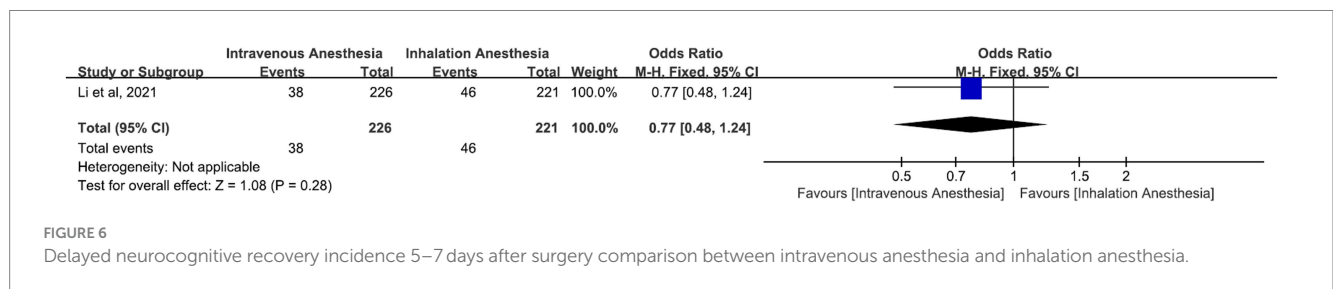 Intravenous Anesthesia Inhalation Anesthesia Odds Ratio Odds Ratio
Study or Subgroup Events Total Events Total Weight M-H. Fixed. 95% CI M-H. Fixed. 95% CI
Li et al, 2021 38 226 46 221 100.0% 0.77 [0.48, 1.24]
Total (95% CI) 226 221 100.0% 0.77 [0.48, 1.24]
Total events 38 46
Heterogeneity: Not applicable
Test for overall effect: Z = 1.08 (P = 0.28)
0.5 0.7 1 1.5 2
Favours [Intravenous Anesthesia] Favours [Inhalation Anesthesia]
FIGURE 6
Delayed neurocognitive recovery incidence 5–7 days after surgery comparison between intravenous anesthesia and inhalation anesthesia.